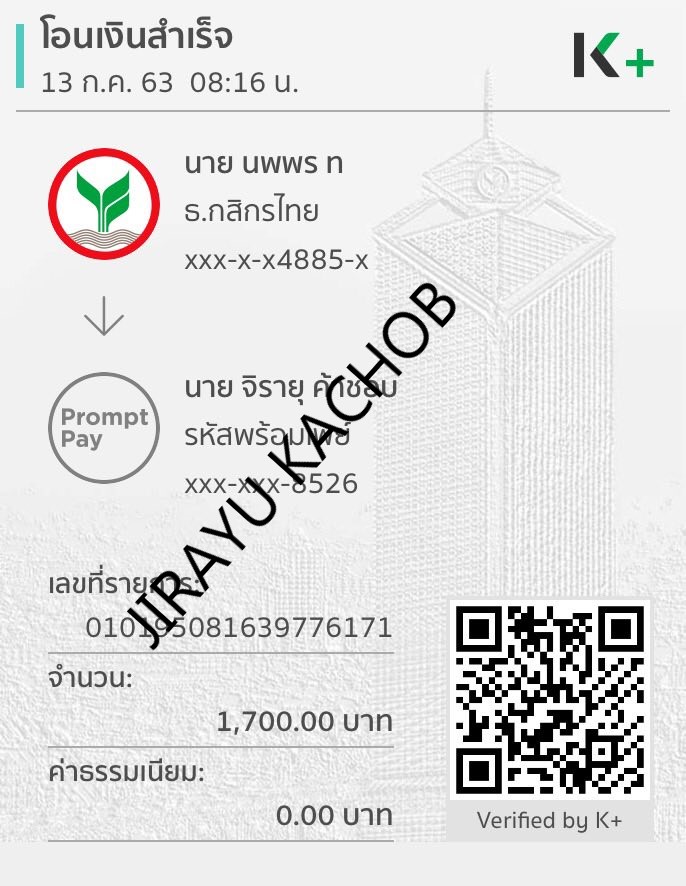 โอนเงินสำเร็จ
13 ก.ค. 63 08:16 น.
K+
นาย นพพร ท
ธ.กสิกรไทย
xxx-x-x4885-x
Prompt
Pay
นาย จิรายุ ค้าชอบ
รหัสพร้อมเพย์
xxx-xxx-8526
JIRAYU KACHOB
เลขที่รายการ:
010195081639776171
จำนวน:
1,700.00 บาท
ค่าธรรมเนียม:
0.00 บาท
Verified by K+